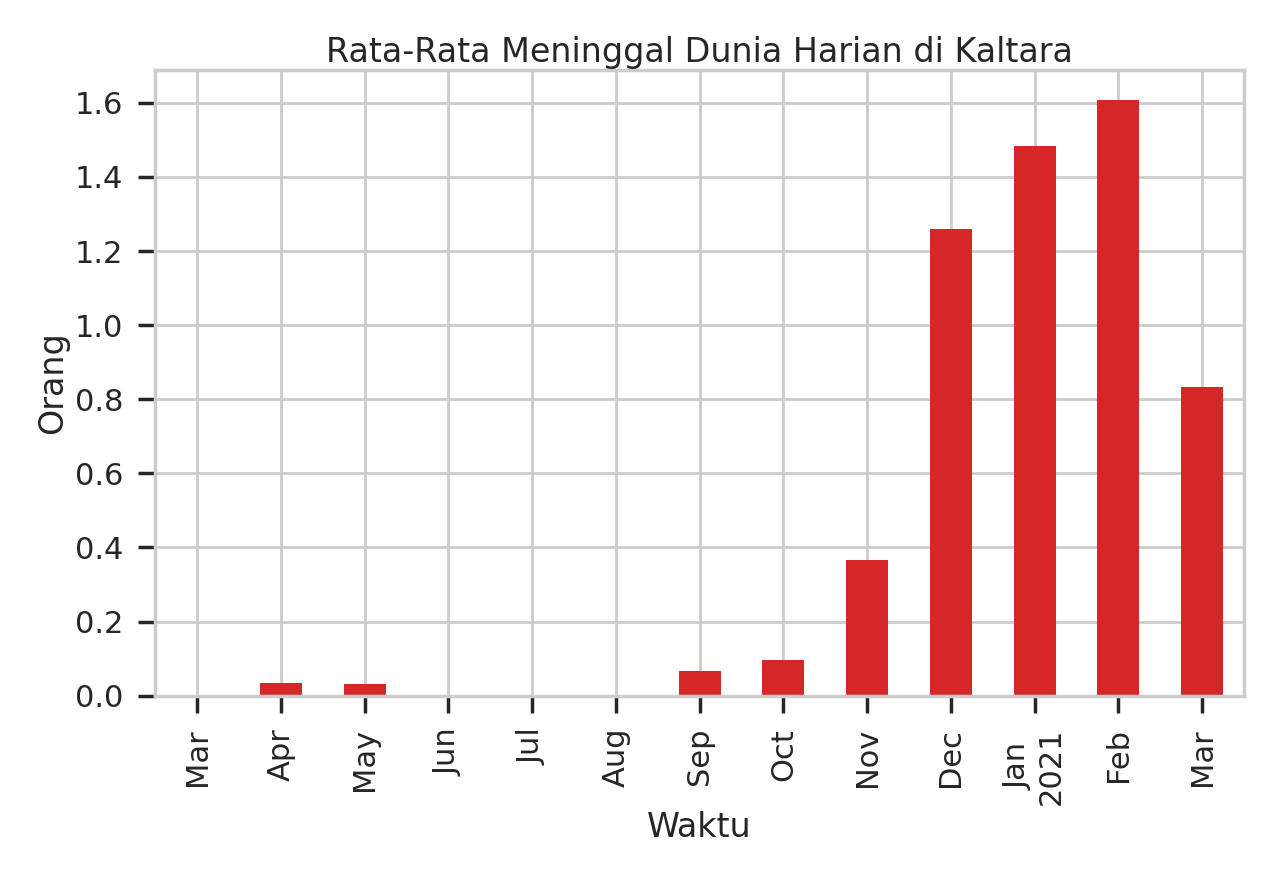 Rata-Rata Meninggal Dunia Harian di Kaltara
1.6
1.4
1.2
1.0
0.8
0.6
0.4
0.2
0.0
Orang
Mar
Apr
May
Jun
Jul
Aug
Sep
Oct
Nov
Dec
Jan
2021
Feb
Mar
Waktu